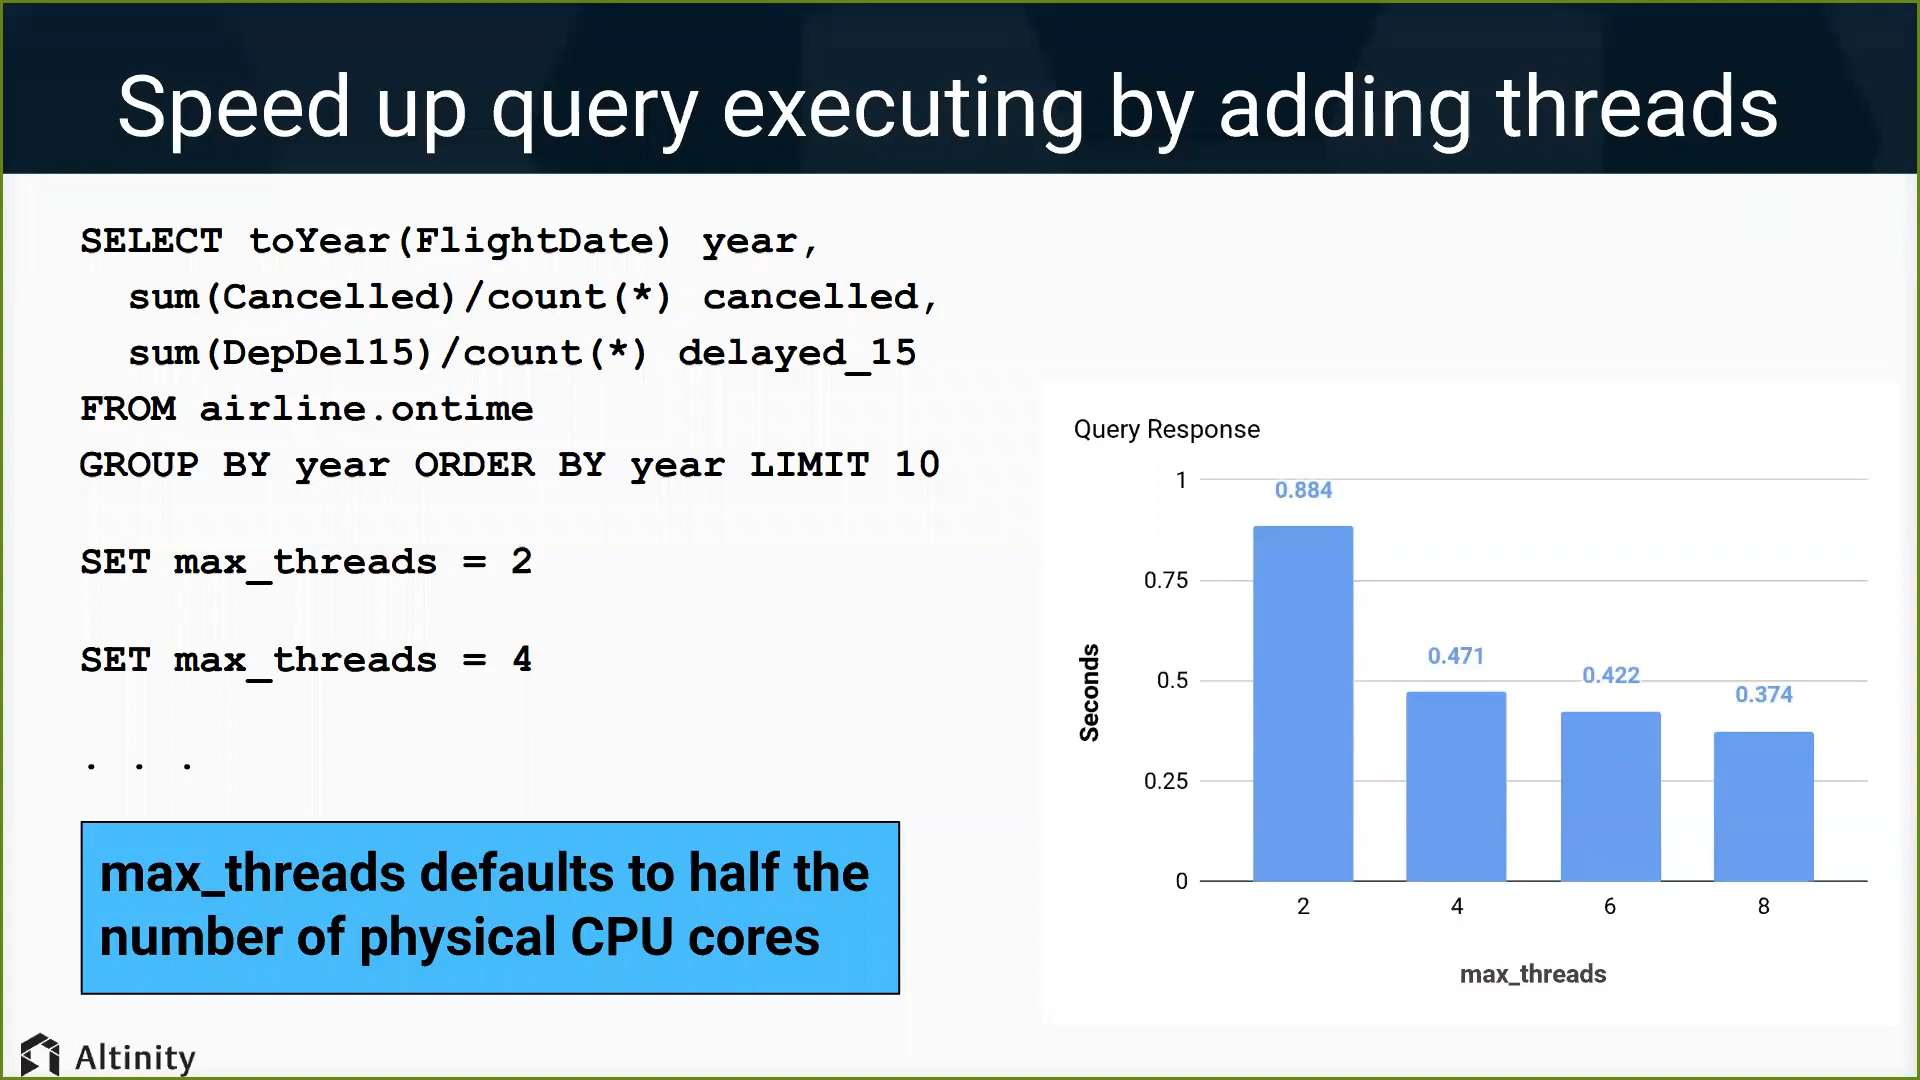 Speed up query executing by adding threads
SELECT toYear(FlightDate) year,
sum(Cancelled)/count(*) cancelled,
sum(DepDel15)/count(*) delayed_15
FROM airline.ontime
GROUP BY year ORDER BY year LIMIT 10
SET max_threads = 2
SET max_threads = 4
. . .
max_threads defaults to half the
number of physical CPU cores
Query Response
Seconds
1
0.75
0.5
0.25
0
0.884
0.471
0.422
0.374
2 4 6 8
max_threads
Altinity